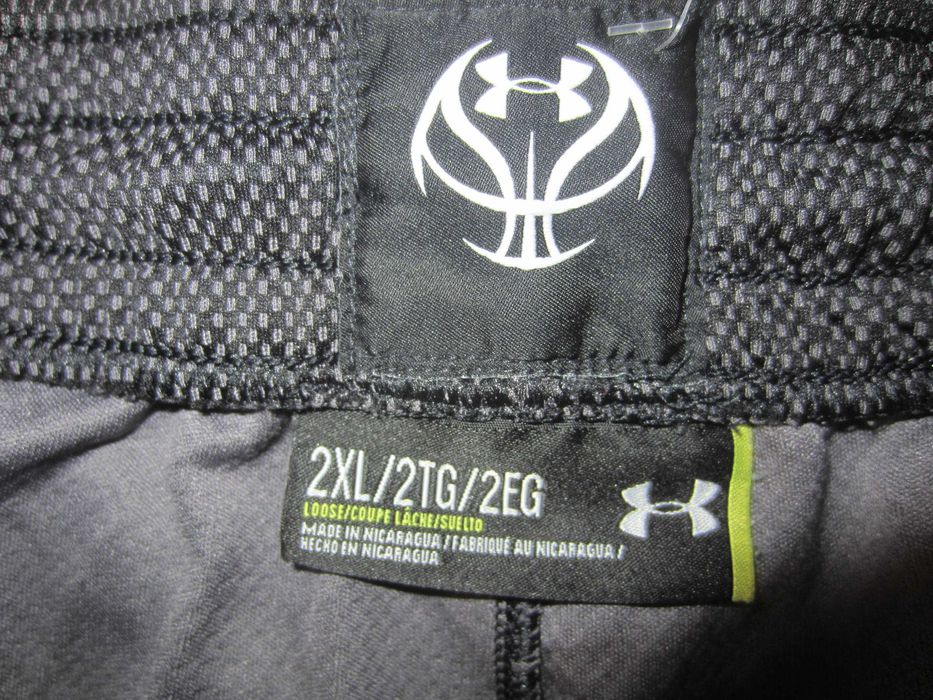 2XL/2TG/2EG
LOOSE/COUPE LÂCHE/SUELTO
MADE IN NICARAGUA / FABRIQUÉ AU NICARAGUA /
HECHO EN NICARAGUA